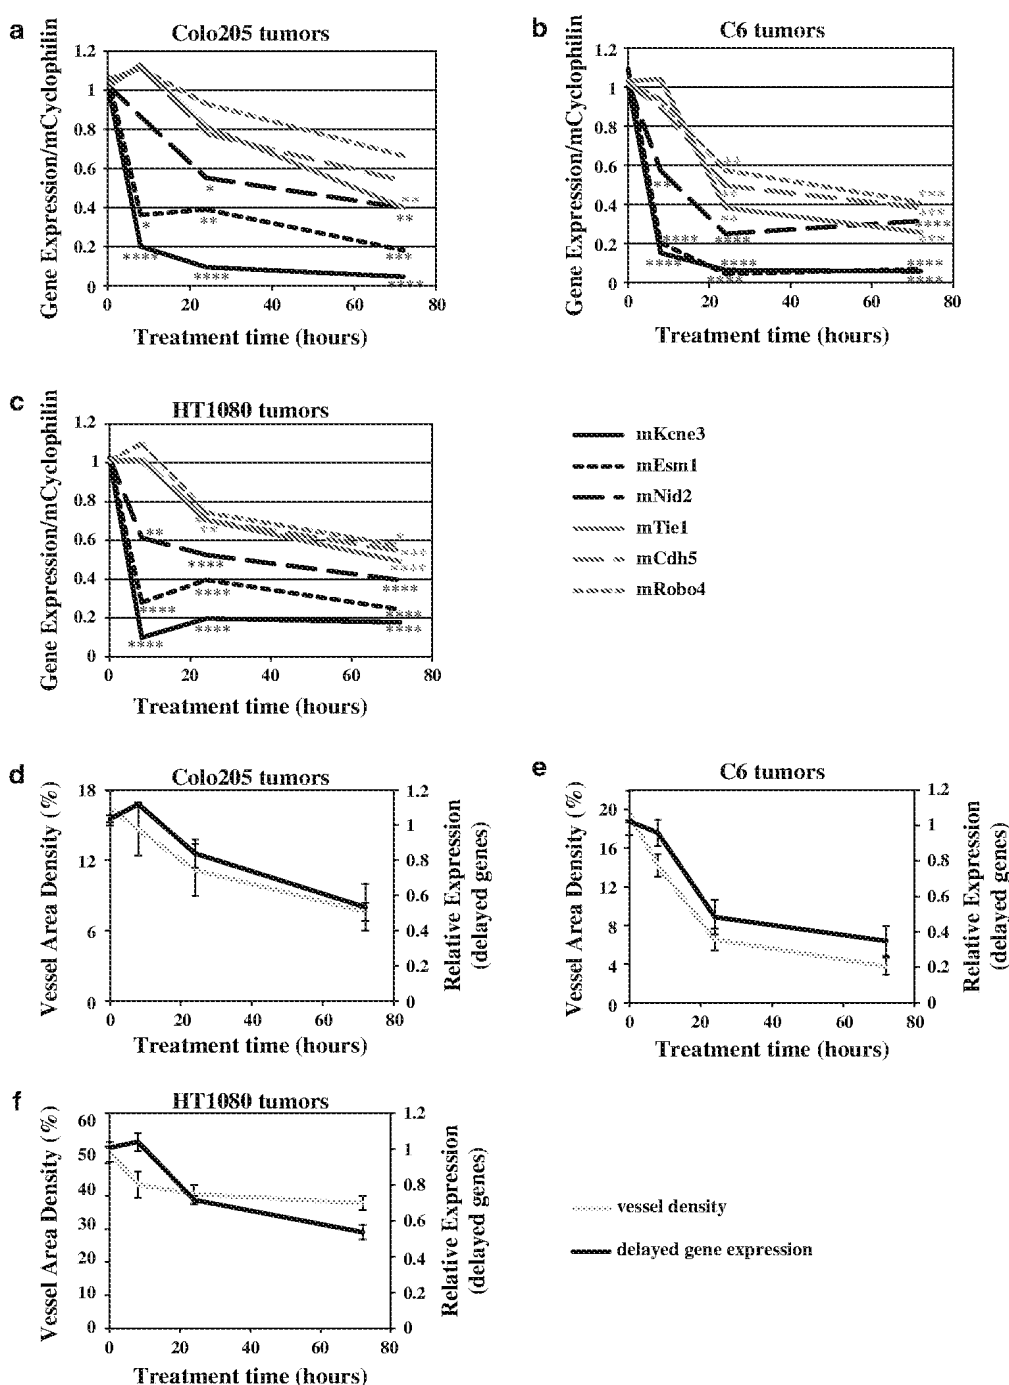 a
Colo205 tumors
Gene Expression/mCyclophilin
1.2
1
0.8
0.6
0.4
0.2
0
*
**
*
**
***
****
****
****
0 20 40 60 80
Treatment time (hours)
b
C6 tumors
Gene Expression/mCyclophilin
1.2
1
0.8
0.6
0.4
0.2
0
**
****
****
****
****
****
****
0 20 40 60 80
Treatment time (hours)
c
HT1080 tumors
Gene Expression/mCyclophilin
1.2
1
0.8
0.6
0.4
0.2
0
**
**
****
****
****
****
****
****
****
****
0 20 40 60 80
Treatment time (hours)
mKcne3
mEsm1
mNid2
mTie1
mCdh5
mRobo4
d
Colo205 tumors
Vessel Area Density (%)
18
12
6
0
1.2
1
0.8
0.6
0.4
0.2
0
Relative Expression
(delayed genes)
0 20 40 60 80
Treatment time (hours)
e
C6 tumors
Vessel Area Density (%)
20
16
12
8
4
0
1.2
1
0.8
0.6
0.4
0.2
0
Relative Expression
(delayed genes)
0 20 40 60 80
Treatment time (hours)
f
HT1080 tumors
Vessel Area Density (%)
60
50
40
30
20
10
0
1.2
1
0.8
0.6
0.4
0.2
0
Relative Expression
(delayed genes)
0 20 40 60 80
Treatment time (hours)
vessel density
delayed gene expression